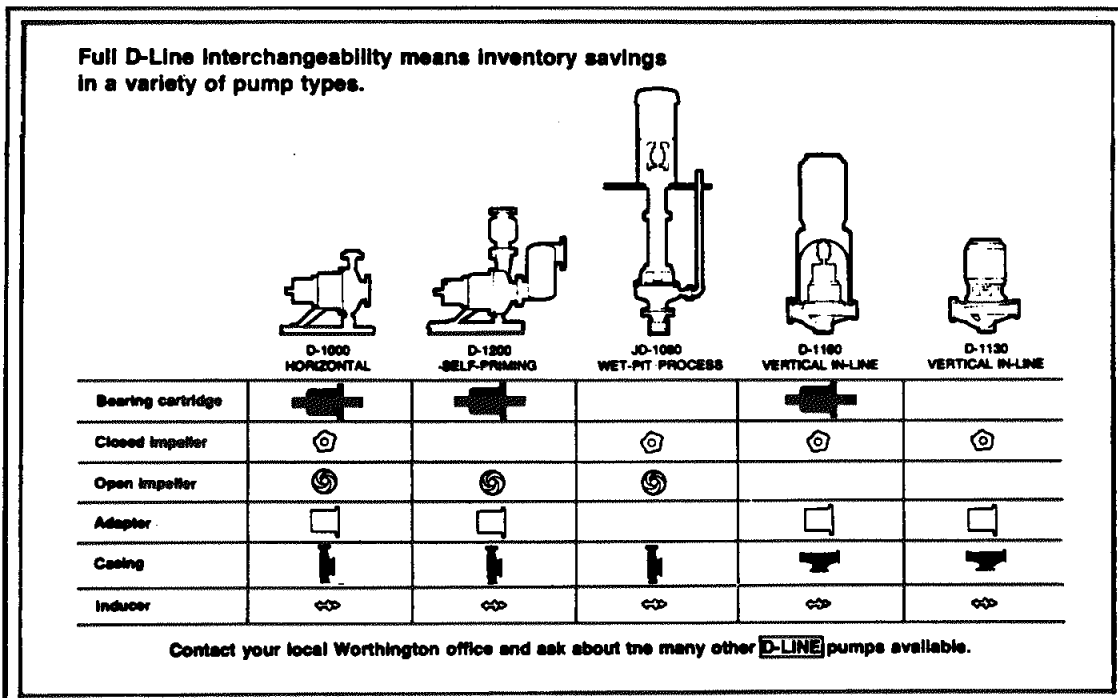 Full D-Line interchangeability means inventory savings
in a variety of pump types.
D-1000
HORIZONTAL
D-1200
-SELF-PRIMING
JD-1080
WET-PIT PROCESS
D-1160
VERTICAL IN-LINE
D-1130
VERTICAL IN-LINE
Bearing cartridge
Closed impeller
Open impeller
Adapter
Casing
Inducer
Contact your local Worthington office and ask about the many other D-LINE pumps available.